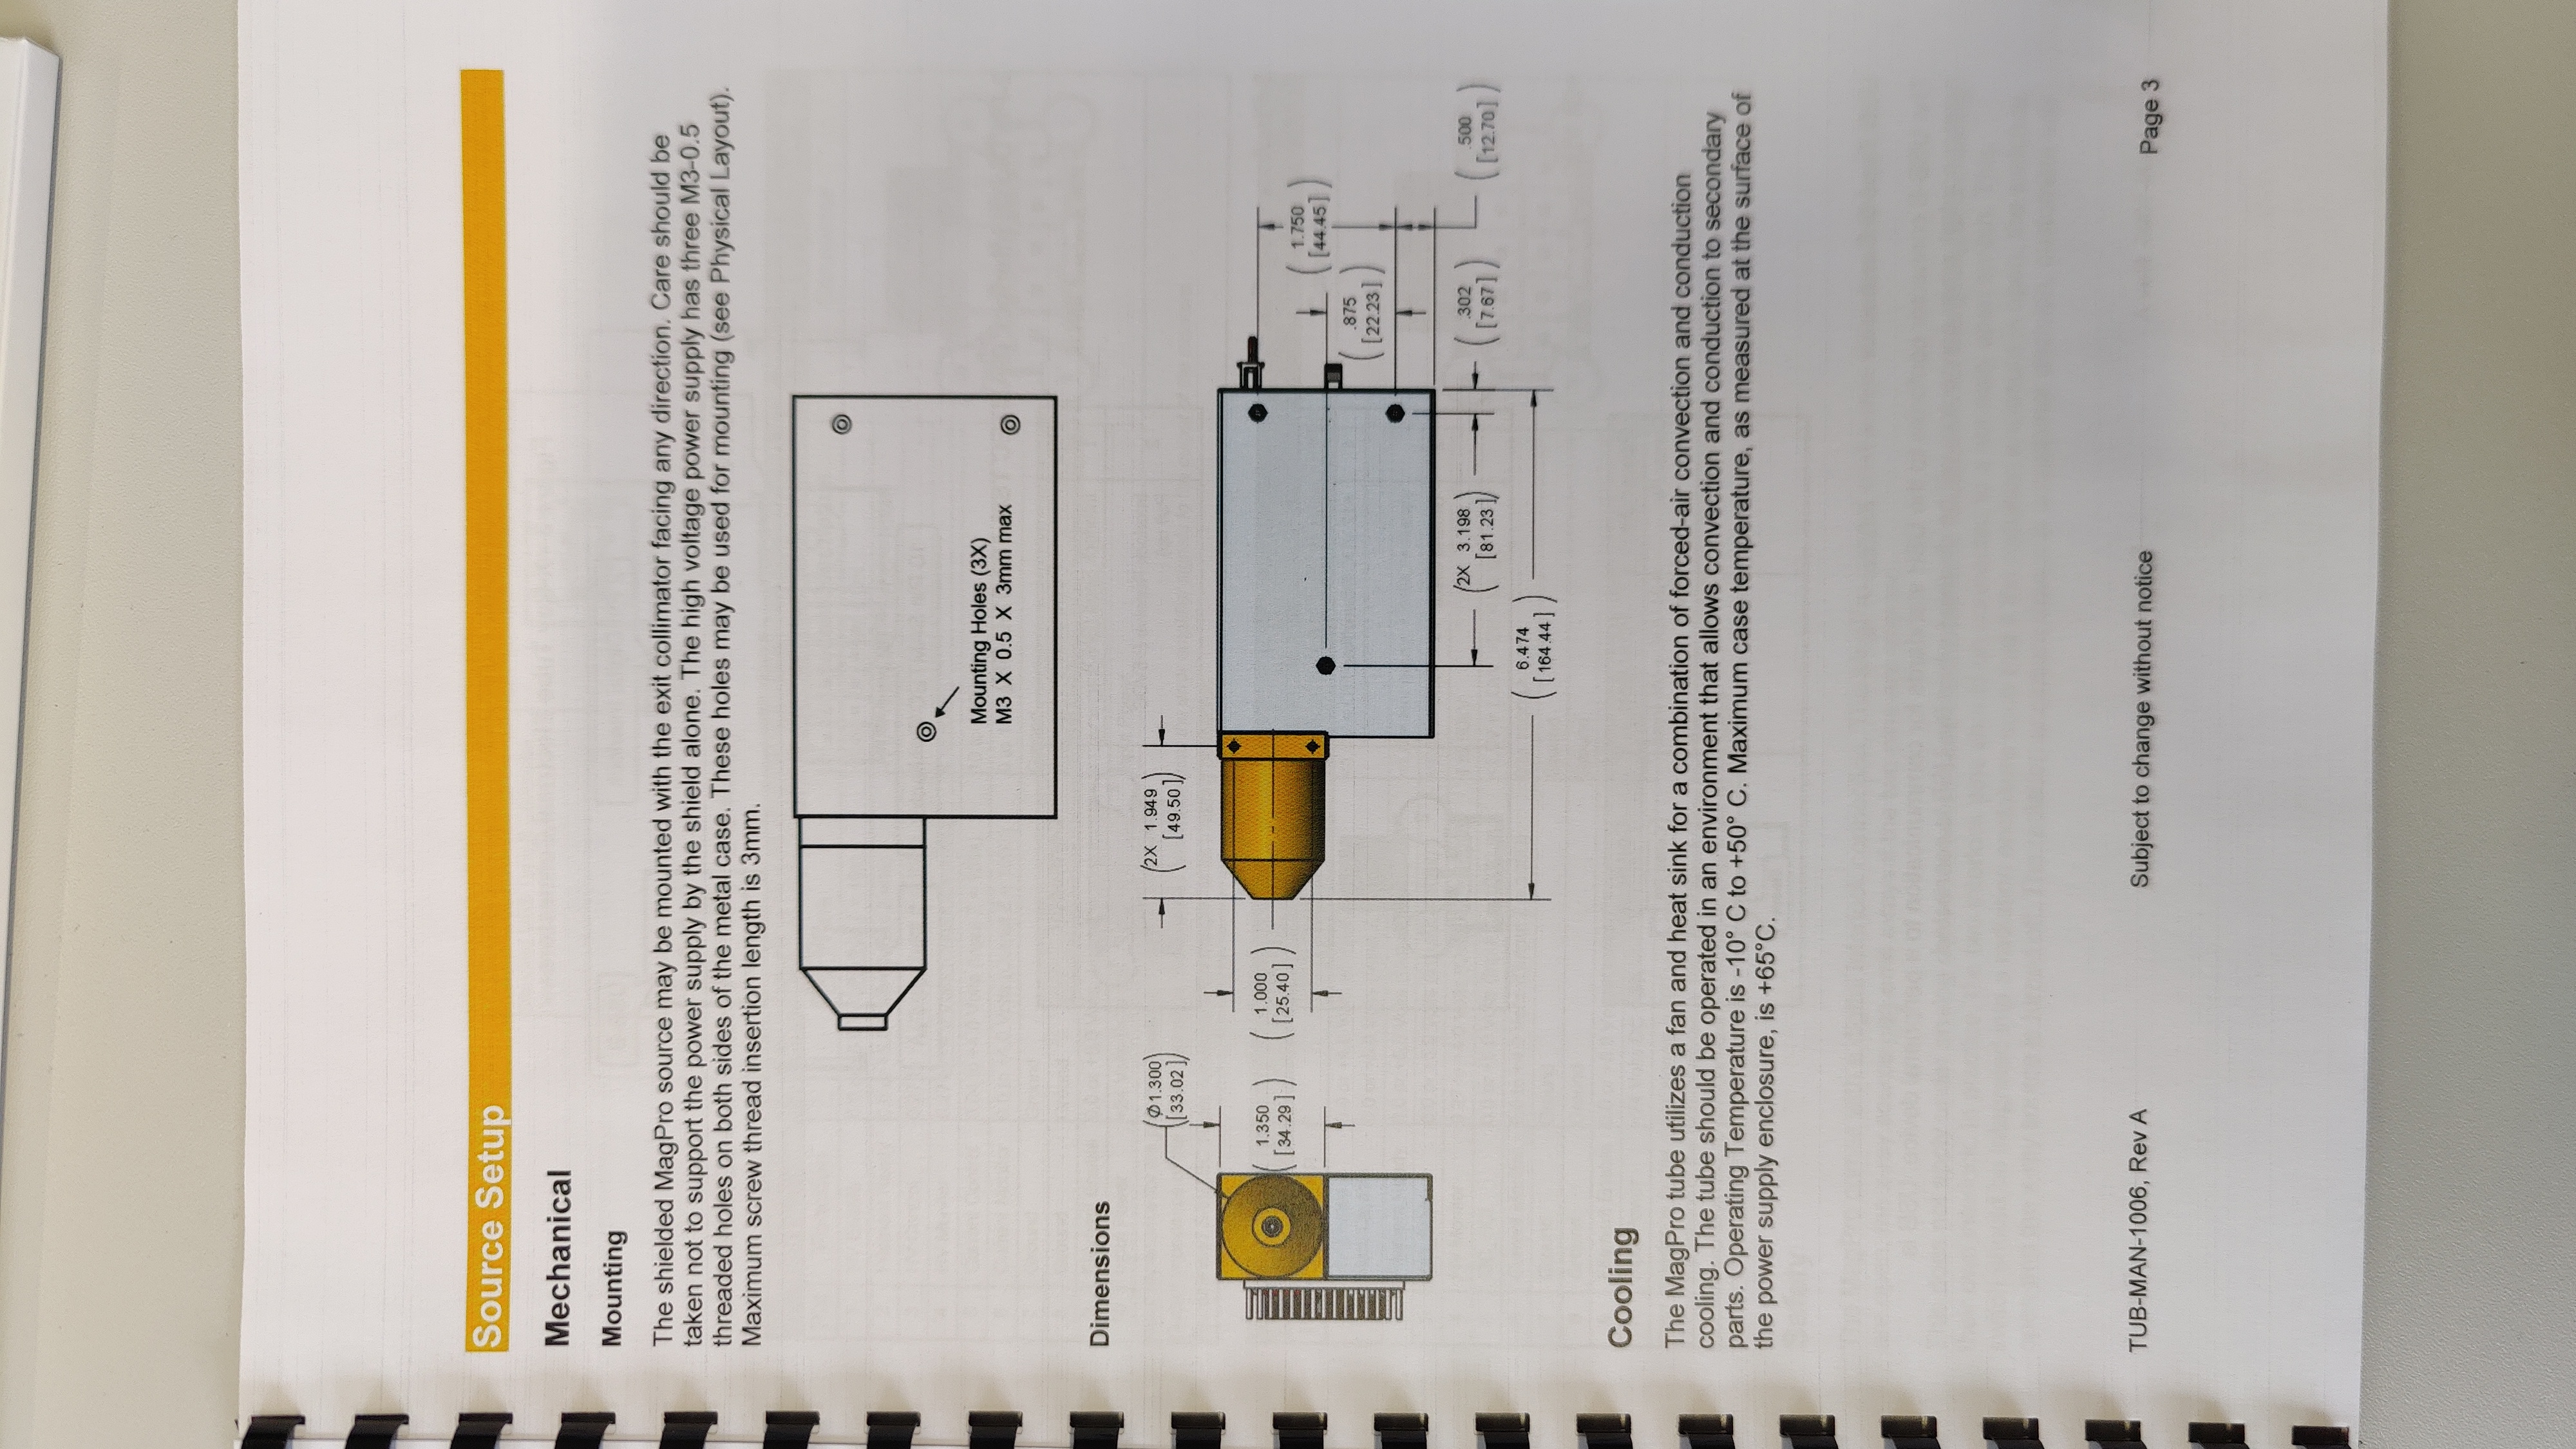 Source Setup
Mechanical
Mounting
The shielded MagPro source may be mounted with the exit collimator facing any direction. Care should be
taken not to support the power supply by the shield alone. The high voltage power supply has three M3-0.5
threaded holes on both sides of the metal case. These holes may be used for mounting (see Physical Layout).
Maximum screw thread insertion length is 3mm.
Mounting Holes (3X)
M3 X 0.5 X 3mm max
Dimensions
(Ø1.300)
[33.02]
(2X 1.949)
[49.50]
(1.350)
[34.29]
(1.000)
[25.40]
(1.750)
[44.45]
(.875)
[22.23]
(2X 3.198)
[81.23]
(.302)
[7.67]
(.500)
[12.70]
(6.474)
[164.44]
Cooling
The MagPro tube utilizes a fan and heat sink for a combination of forced-air convection and conduction
cooling. The tube should be operated in an environment that allows convection and conduction to secondary
parts. Operating Temperature is -10° C to +50° C. Maximum case temperature, as measured at the surface of
the power supply enclosure, is +65°C.
TUB-MAN-1006, Rev A
Subject to change without notice
Page 3